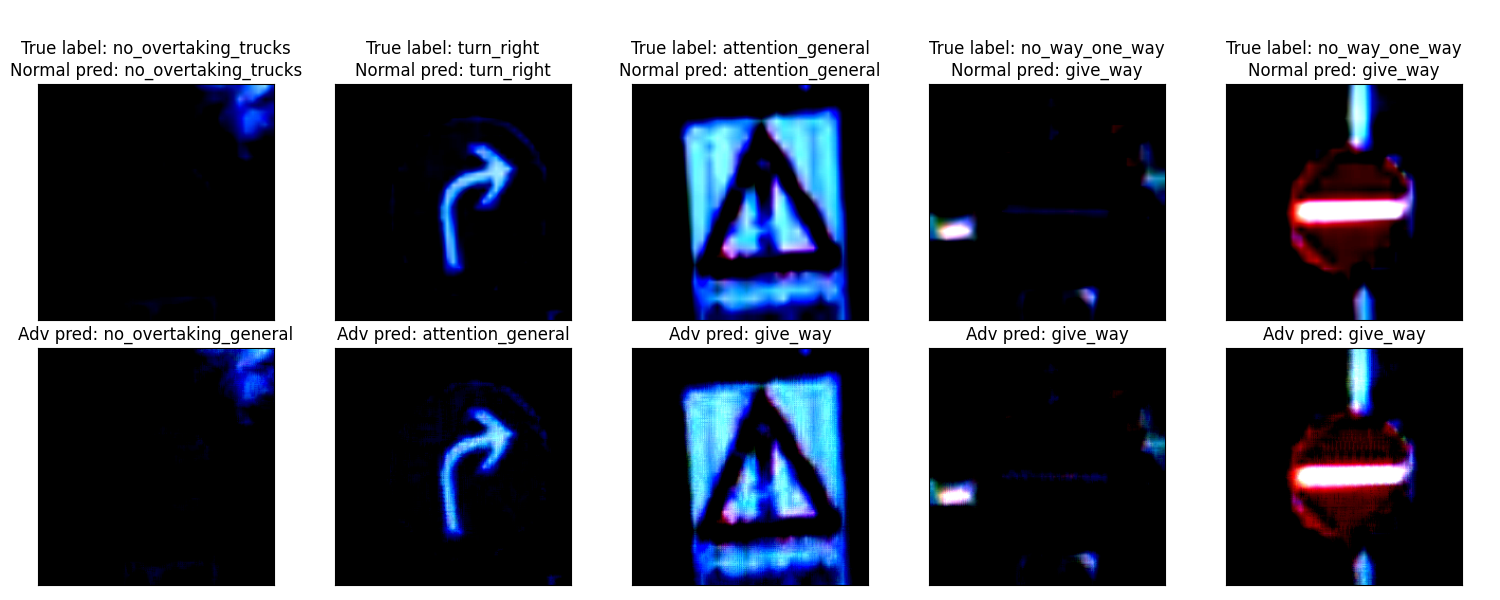 True label: no_overtaking_trucks
Normal pred: no_overtaking_trucks
True label: turn_right
Normal pred: turn_right
True label: attention_general
Normal pred: attention_general
True label: no_way_one_way
Normal pred: give_way
True label: no_way_one_way
Normal pred: give_way
Adv pred: no_overtaking_general
Adv pred: attention_general
Adv pred: give_way
Adv pred: give_way
Adv pred: give_way